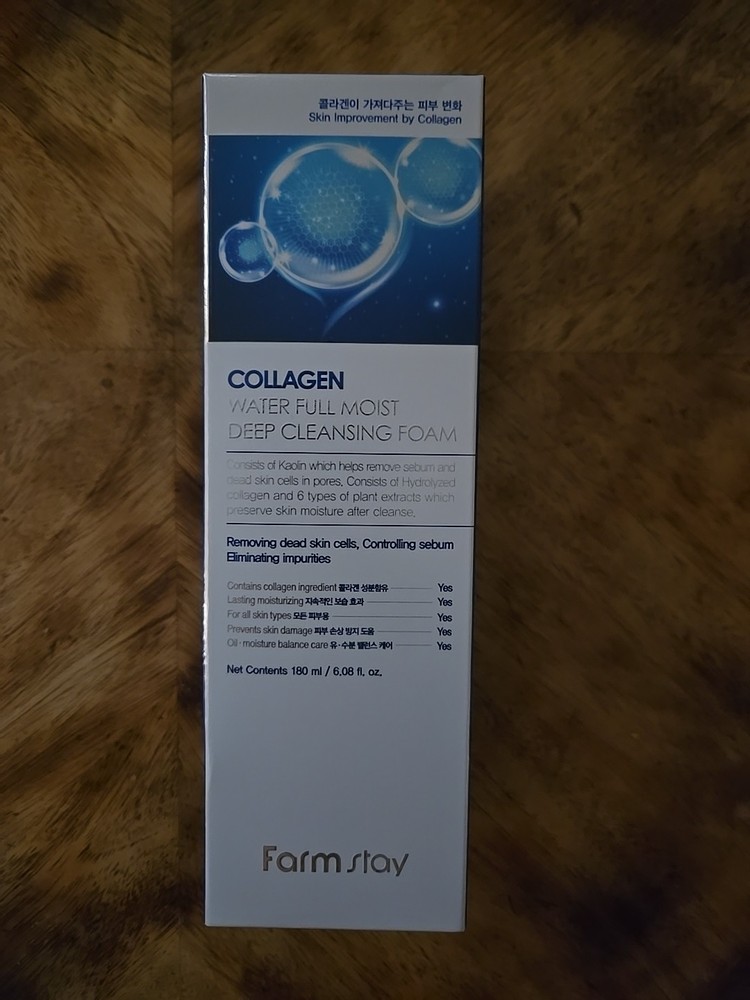 콜라겐이 가져다주는 피부 변화
Skin Improvement by Collagen
COLLAGEN
WATER FULL MOIST
DEEP CLEANSING FOAM
Consists of Kaolin which helps remove sebum and
dead skin cells in pores. Consists of Hydrolyzed
collagen and 6 types of plant extracts which
preserve skin moisture after cleanse.
Removing dead skin cells, Controlling sebum
Eliminating impurities
Contains collagen ingredient 콜라겐 성분함유 Yes
Lasting moisturizing 지속적인 보습 효과 Yes
For all skin types 모든 피부용 Yes
Prevents skin damage 피부 손상 방지 도움 Yes
Oil · moisture balance care 유·수분 밸런스 케어 Yes
Net Contents 180 ml / 6.08 fl. oz.
Farmstay